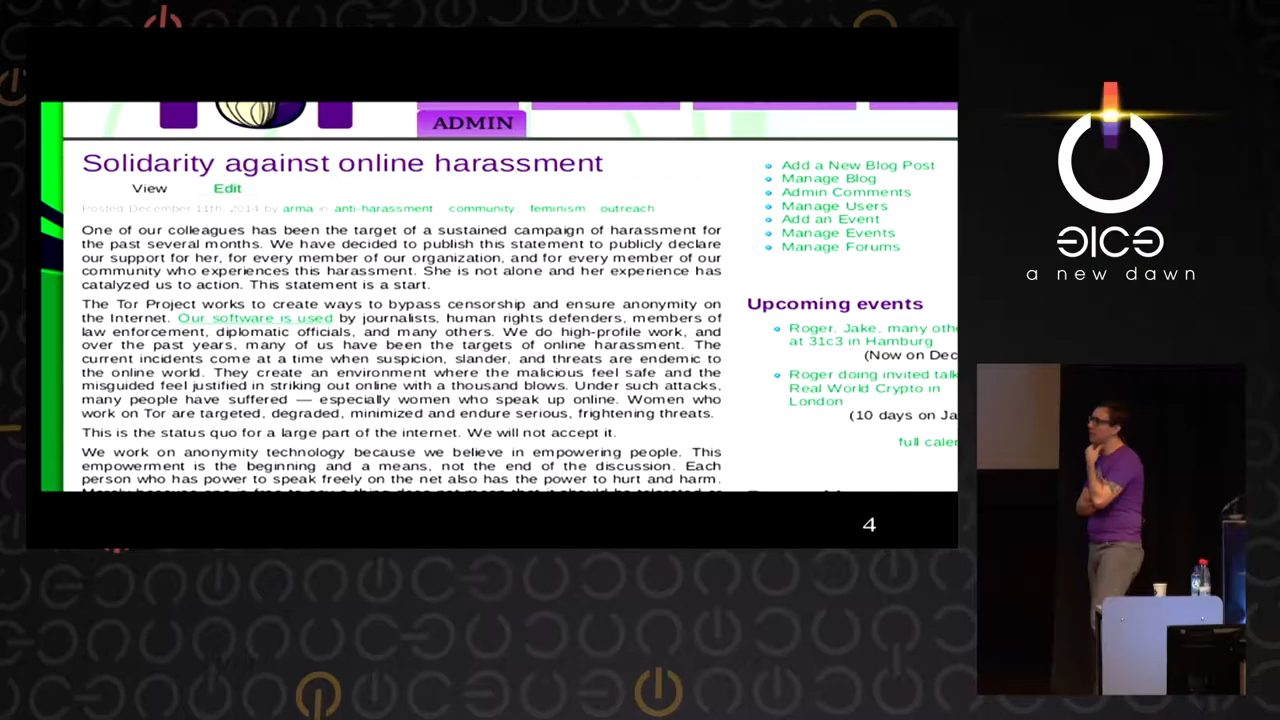 ADMIN
Solidarity against online harassment
View Edit
Posted December 11th, 2014 by arma in anti-harassment community feminism outreach
One of our colleagues has been the target of a sustained campaign of harassment for
the past several months. We have decided to publish this statement to publicly declare
our support for her, for every member of our organization, and for every member of our
community who experiences this harassment. She is not alone and her experience has
catalyzed us to action. This statement is a start.
The Tor Project works to create ways to bypass censorship and ensure anonymity on
the Internet. Our software is used by journalists, human rights defenders, members of
law enforcement, diplomatic officials, and many others. We do high-profile work, and
over the past years, many of us have been the targets of online harassment. The
current incidents come at a time when suspicion, slander, and threats are endemic to
the online world. They create an environment where the malicious feel safe and the
misguided feel justified in striking out online with a thousand blows. Under such attacks,
many people have suffered — especially women who speak up online. Women who
work on Tor are targeted, degraded, minimized and endure serious, frightening threats.
This is the status quo for a large part of the internet. We will not accept it.
We work on anonymity technology because we believe in empowering people. This
empowerment is the beginning and a means, not the end of the discussion. Each
person who has power to speak freely on the net also has the power to hurt and harm.
Add a New Blog Post
Manage Blog
Admin Comments
Manage Users
Add an Event
Manage Events
Manage Forums
Upcoming events
Roger, Jake, many othe
at 31c3 in Hamburg
(Now on Dec
Roger doing invited talk
Real World Crypto in
London
(10 days on Ja
full calen
4
a new dawn